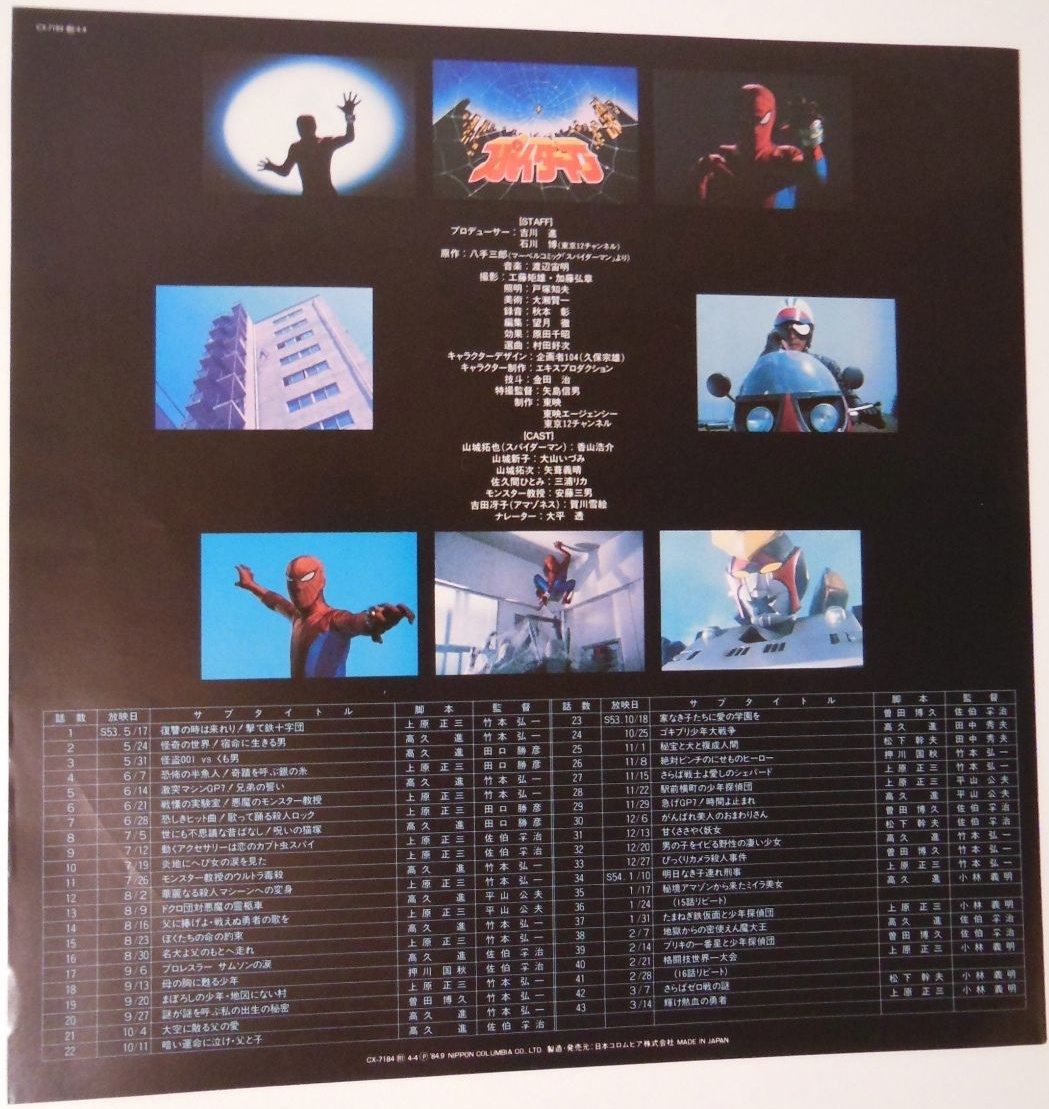 CX-7184 ㊞ 4-4
スパイダーマン
[STAFF]
プロデューサー：吉川 進
石川 博(東京12チャンネル)
原作：八手三郎(マーベルコミック「スパイダーマン」より)
音楽：渡辺宙明
撮影：工藤矩雄・加藤弘章
照明：戸塚知夫
美術：大瀬賢一
録音：秋本 彰
編集：望月 徹
効果：原田千昭
選曲：村田好次
キャラクターデザイン：企画者104(久保宗雄)
キャラクター制作：エキスプロダクション
技斗：金田 治
特撮監督：矢島信男
制作：東映
東映エージェンシー
東京12チャンネル
[CAST]
山城拓也(スパイダーマン)：香山浩介
山城新子：大山いづみ
山城拓次：矢吾義晴
佐久間ひとみ：三浦リカ
モンスター教授：安藤三男
吉田冴子(アマゾネス)：賀川雪絵
ナレーター：大平 透
話数 放映日 サブタイトル 脚本 監督
1 S53.5/17 復讐の時は来れり！撃て鉄十字団 上原正三 竹本弘一
2 5/24 怪奇の世界！宿命に生きる男 高久 進 竹本弘一
3 5/31 怪盗001 vs くも男 田口勝彦
4 6/7 恐怖の半魚人！奇蹟を呼ぶ銀の糸 上原正三 田口勝彦
5 6/14 激突マシンGP7！兄弟の誓い 高久 進 竹本弘一
6 6/21 戦慄の実験室！悪魔のモンスター教授 上原正三 竹本弘一
7 6/28 恐しきヒット曲！歌って踊る殺人ロック 上原正三 田口勝彦
8 7/5 世にも不思議な昔ばなし！呪いの猫塚 高久 進 田口勝彦
9 7/12 動くアクセサリーは恋のカブト虫スパイ 上原正三 佐伯孚治
10 7/19 炎地にへび女の涙を見た 上原正三 佐伯孚治
11 7/26 モンスター教授のウルトラ毒殺 高久 進 竹本弘一
12 8/2 華麗なる殺人マシーンへの変身 上原正三 竹本弘一
13 8/9 ドクロ団対悪魔の霊柩車 高久 進 平山公夫
14 8/16 父に捧げよ・戦えぬ勇者の歌を 上原正三 平山公夫
15 8/23 ぼくたちの命の約束 上原正三 竹本弘一
16 8/30 名犬よ父のもとへ走れ 高久 進 竹本弘一
17 9/6 プロレスラー サムソンの涙 高久 進 佐伯孚治
18 9/13 母の胸に甦る少年 押川国秋 佐伯孚治
19 9/20 まぼろしの少年・地図にない村 上原正三 竹本弘一
20 9/27 謎が謎を呼ぶ私の出生の秘密 曽田博久 竹本弘一
21 10/4 大空に散る父の愛 高久 進 竹本弘一
22 10/11 暗い運命に泣け・父と子 高久 進 佐伯孚治
話数 放映日 サブタイトル 脚本 監督
23 S53.10/18 家なき子たちに愛の学園を 曽田博久 佐伯孚治
24 10/25 ゴキブリ少年大戦争 高久 進 田中秀夫
25 11/1 秘宝と犬と複成人間 松下幹夫 田中秀夫
26 11/8 絶対ピンチのにせものヒーロー 押川国秋 竹本弘一
27 11/15 さらば戦士よ愛しのシェパード 上原正三 竹本弘一
28 11/22 駅前横町の少年探偵団 上原正三 平山公夫
29 11/29 急げGP7！時間よ止まれ 高久 進 平山公夫
30 12/6 がんばれ美人のおまわりさん 曽田博久 佐伯孚治
31 12/13 甘くささやく妖女 松下幹夫 佐伯孚治
32 12/20 男の子をイビる野性の凄い少女 高久 進 竹本弘一
33 12/27 びっくりカメラ殺人事件 曽田博久 竹本弘一
34 S54.1/10 明日なき子連れ刑事 上原正三 竹本弘一
35 1/17 秘境アマゾンから来たミイラ美女 高久 進 小林義明
36 1/24 (15話リピート)
37 1/31 たまねぎ鉄仮面と少年探偵団 上原正三 小林義明
38 2/7 地獄からの密使えん魔大王 高久 進 佐伯孚治
39 2/14 ブリキの一番星と少年探偵団 曽田博久 佐伯孚治
40 2/21 格闘技世界一大会 上原正三 小林義明
41 2/28 (16話リピート)
42 3/7 さらばゼロ戦の謎 松下幹夫 小林義明
43 3/14 輝け熱血の勇者 上原正三 小林義明
CX-7184 ㊞ 4-4 Ⓟ '84.9 NIPPON COLUMBIA CO., LTD. 製造・発売元：日本コロムビア株式会社 MADE IN JAPAN